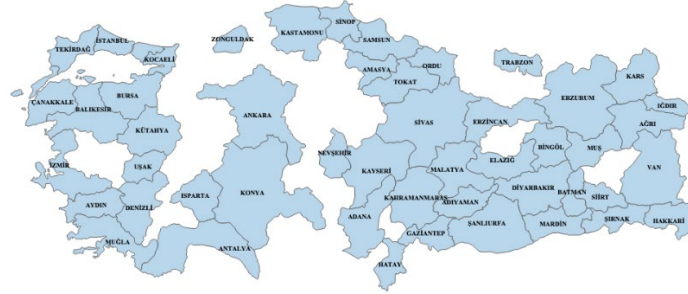 SİNOP
KASTAMONU
ZONGULDAK
SAMSUN
İSTANBUL
TEKİRDAĞ
KOCAELİ
TRABZON
ORDU
AMASYA
TOKAT
KARS
ERZURUM
BURSA
ÇANAKKALE
BALIKESİR
IĞDIR
ANKARA
ERZİNCAN
SİVAS
AĞRI
KÜTAHYA
BİNGÖL
MUŞ
NEVŞEHİR
ELAZIĞ
İZMİR
UŞAK
VAN
KAYSERİ
MALATYA
DİYARBAKIR
BATMAN
KONYA
ISPARTA
KAHRAMANMARAŞ
SİİRT
ADIYAMAN
AYDIN
DENİZLİ
ADANA
ŞIRNAK
HAKKARİ
ŞANLIURFA
MARDİN
GAZİANTEP
MUĞLA
ANTALYA
HATAY